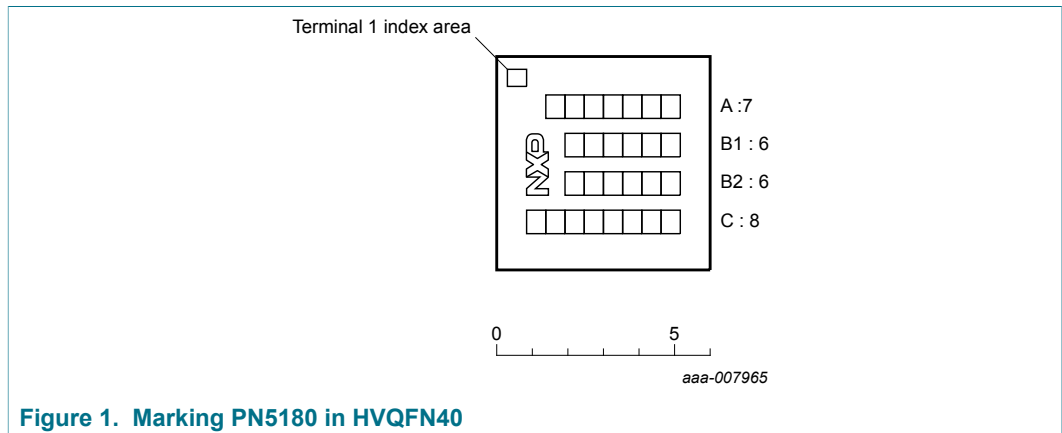 Terminal 1 index area
A :7
B1 : 6
NXP
B2 : 6
C : 8
0 5
aaa-007965
Figure 1. Marking PN5180 in HVQFN40